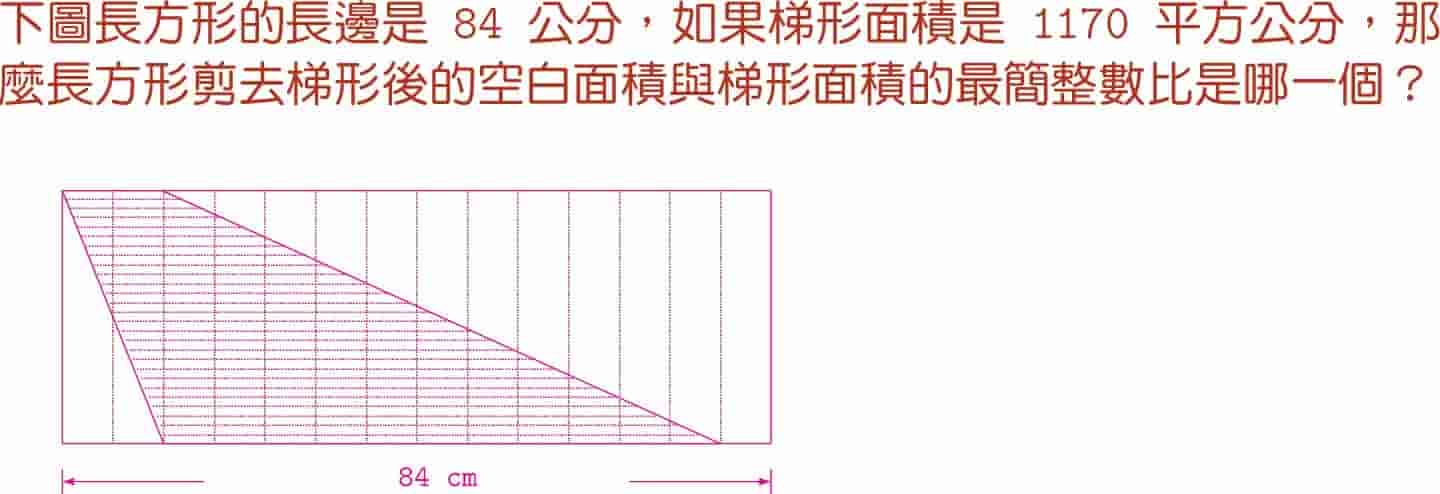 下圖長方形的長邊是 84 公分，如果梯形面積是 1170 平方公分，那
麼長方形剪去梯形後的空白面積與梯形面積的最簡整數比是哪一個？
84 cm